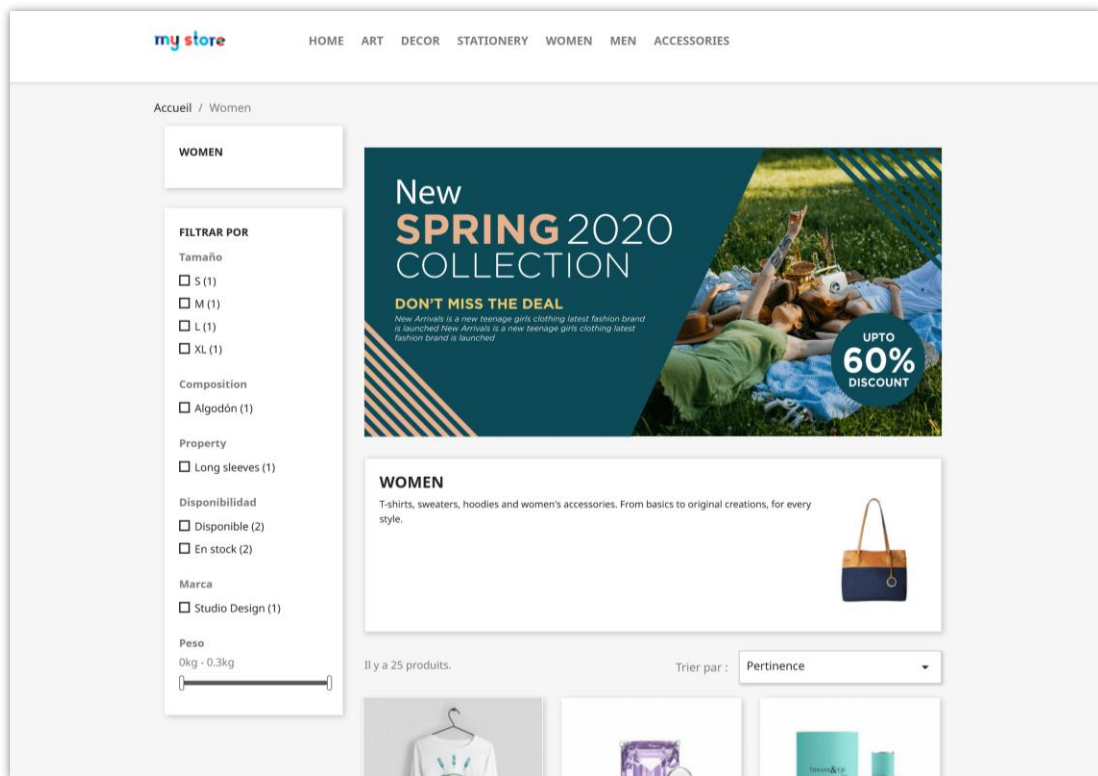 my store
HOME ART DECOR STATIONERY WOMEN MEN ACCESSORIES
Accueil / Women
WOMEN
FILTRAR POR
Tamaño
S (1)
M (1)
L (1)
XL (1)
Composition
Algodón (1)
Property
Long sleeves (1)
Disponibilidad
Disponible (2)
En stock (2)
Marca
Studio Design (1)
Peso
0kg - 0.3kg
New
SPRING 2020
COLLECTION
DON'T MISS THE DEAL
New Arrivals is a new teenage girls clothing latest fashion brand
is launched New Arrivals is a new teenage girls clothing latest
fashion brand is launched
UPTO
60%
DISCOUNT
WOMEN
T-shirts, sweaters, hoodies and women's accessories. From basics to original creations, for every
style.
Il y a 25 produits.
Trier par : Pertinence
TIFFANY & CO.